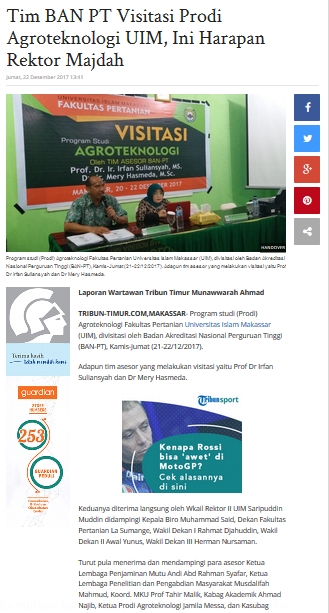 Tim BAN PT Visitasi Prodi
Agroteknologi UIM, Ini Harapan
Rektor Majdah
Jumat, 22 Desember 2017 13:41
UNIVERSITAS ISLAM MAKASSAR
FAKULTAS PERTANIAN
VISITASI
Program Studi
AGROTEKNOLOGI
Oleh TIM ASESOR BAN-PT
Prof. Dr. Ir. Irfan Suliansyah, MS.
Mery Hasmeda, M.Sc.
MAKASSAR, 20 - 22 DESEMBER 2017
HANDOVER
Program studi (Prodi) Agroteknologi Fakultas Pertanian Universitas Islam Makassar (UIM), divisitasi oleh Badan Akreditasi
Nasional Perguruan Tinggi (BAN-PT), Kamis-Jumat (21-22/12/2017). Adapun tim asesor yang melakukan visitasi yaitu Prof
Dr Irfan Suliansyah dan Dr Mery Hasmeda.
Terima kasih
guardian
253
GUARDIAN
PEDULI
Laporan Wartawan Tribun Timur Munawwarah Ahmad
TRIBUN-TIMUR.COM,MAKASAR- Program studi (Prodi)
Agroteknologi Fakultas Pertanian Universitas Islam Makassar
(UIM), divisitasi oleh Badan Akreditasi Nasional Perguruan Tinggi
(BAN-PT), Kamis-Jumat (21-22/12/2017).
Adapun tim asesor yang melakukan visitasi yaitu Prof Dr Irfan
Suliansyah dan Dr Mery Hasmeda.
Tribunsport
Kenapa Rossi
bisa 'awet' di
MotoGP?
Cek alasannya
di sini
Keduanya diterima langsung oleh Wkail Rektor II UIM Saripuddin
Muddin didampingi Kepala Biro Muhammad Said, Dekan Fakultas
Pertanian La Sumange, Wakil Dekan I Rahmat Djahuddin, Wakil
Dekan II Awal Yunus, Wakil Dekan III Herman Nursaman.
Turut pula menerima dan mendampingi para asesor Ketua
Lembaga Penjaminan Mutu Andi Abd Rahman Syafar, Ketua
Lembaga Penelitian dan Pengabdian Masyarakat Musdalifah
Mahmud, Koord. MKU Prof Tahir Malik, Kabag Akademik Ahmad
Najib, Ketua Prodi Agroteknologi Jamila Messa, dan Kasubag